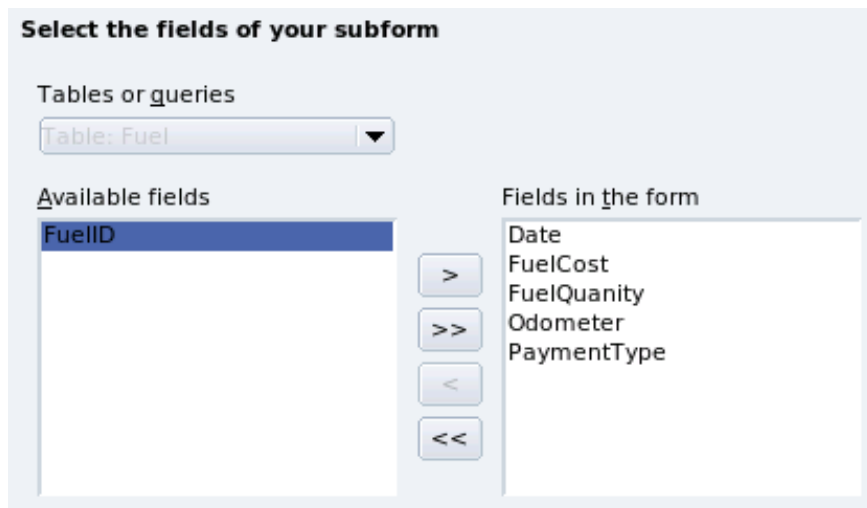 Select the fields of your subform
Tables or queries
Table: Fuel
Available fields
FuelID
>
>>
<
<<
Fields in the form
Date
FuelCost
FuelQuanity
Odometer
PaymentType